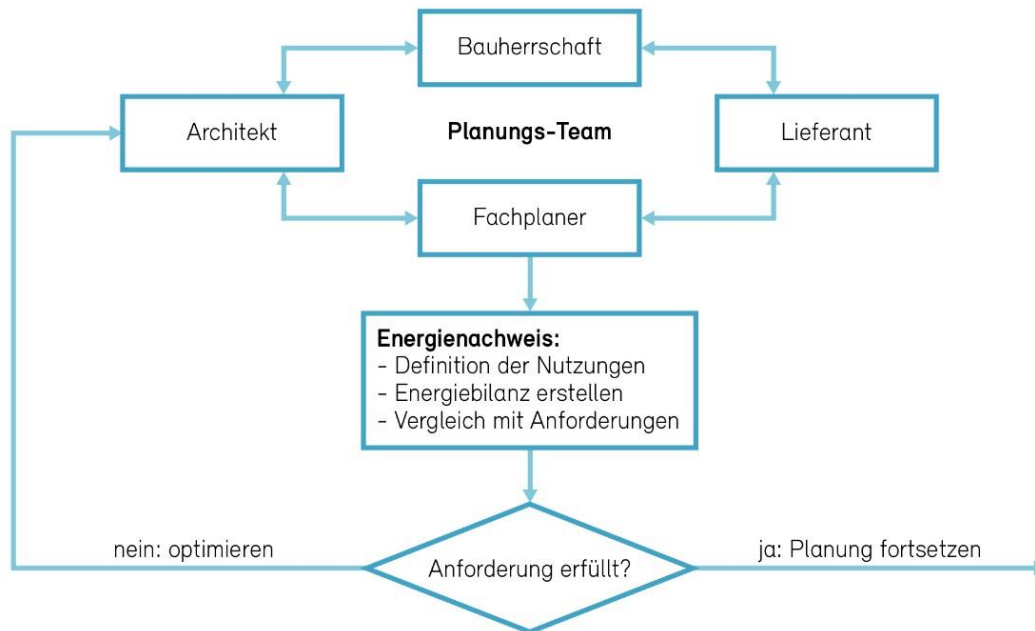 Bauherrschaft
Architekt
Planungs-Team
Lieferant
Fachplaner
Energienachweis:
- Definition der Nutzungen
- Energiebilanz erstellen
- Vergleich mit Anforderungen
nein: optimieren
ja: Planung fortsetzen
Anforderung erfüllt?